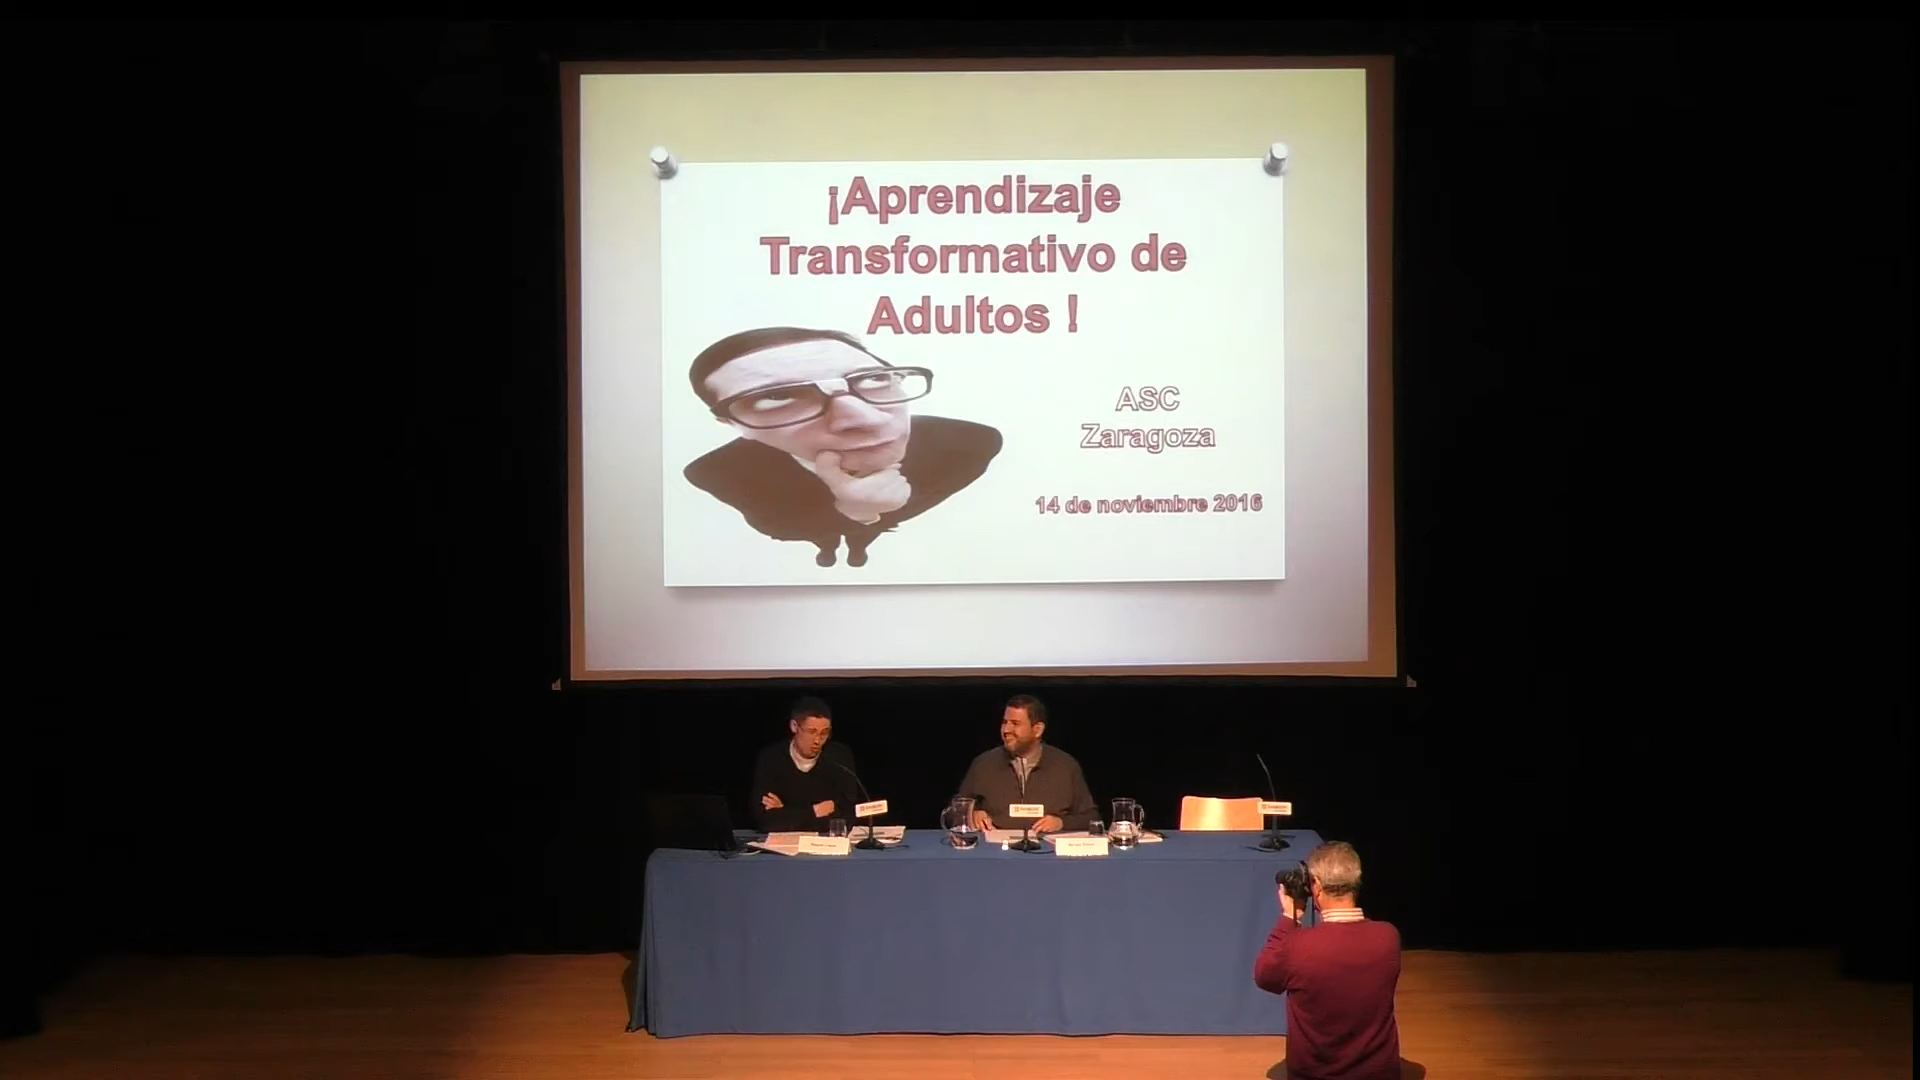 ¡Aprendizaje
Transformativo de
Adultos !
ASC
Zaragoza
14 de noviembre 2016